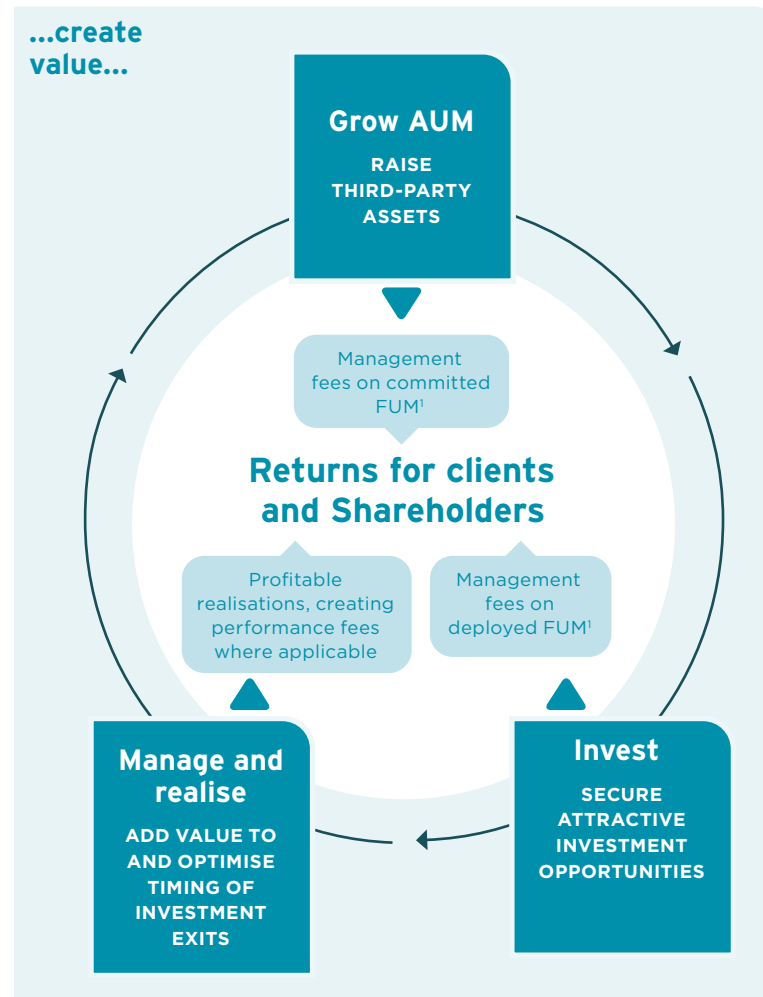 ...create
value...
Grow AUM
RAISE
THIRD-PARTY
ASSETS
Management
fees on committed
FUM¹
Returns for clients
and Shareholders
Profitable
realisations, creating
performance fees
where applicable
Management
fees on
deployed FUM¹
Manage and
realise
ADD VALUE TO
AND OPTIMISE
TIMING OF
INVESTMENT
EXITS
Invest
SECURE
ATTRACTIVE
INVESTMENT
OPPORTUNITIES